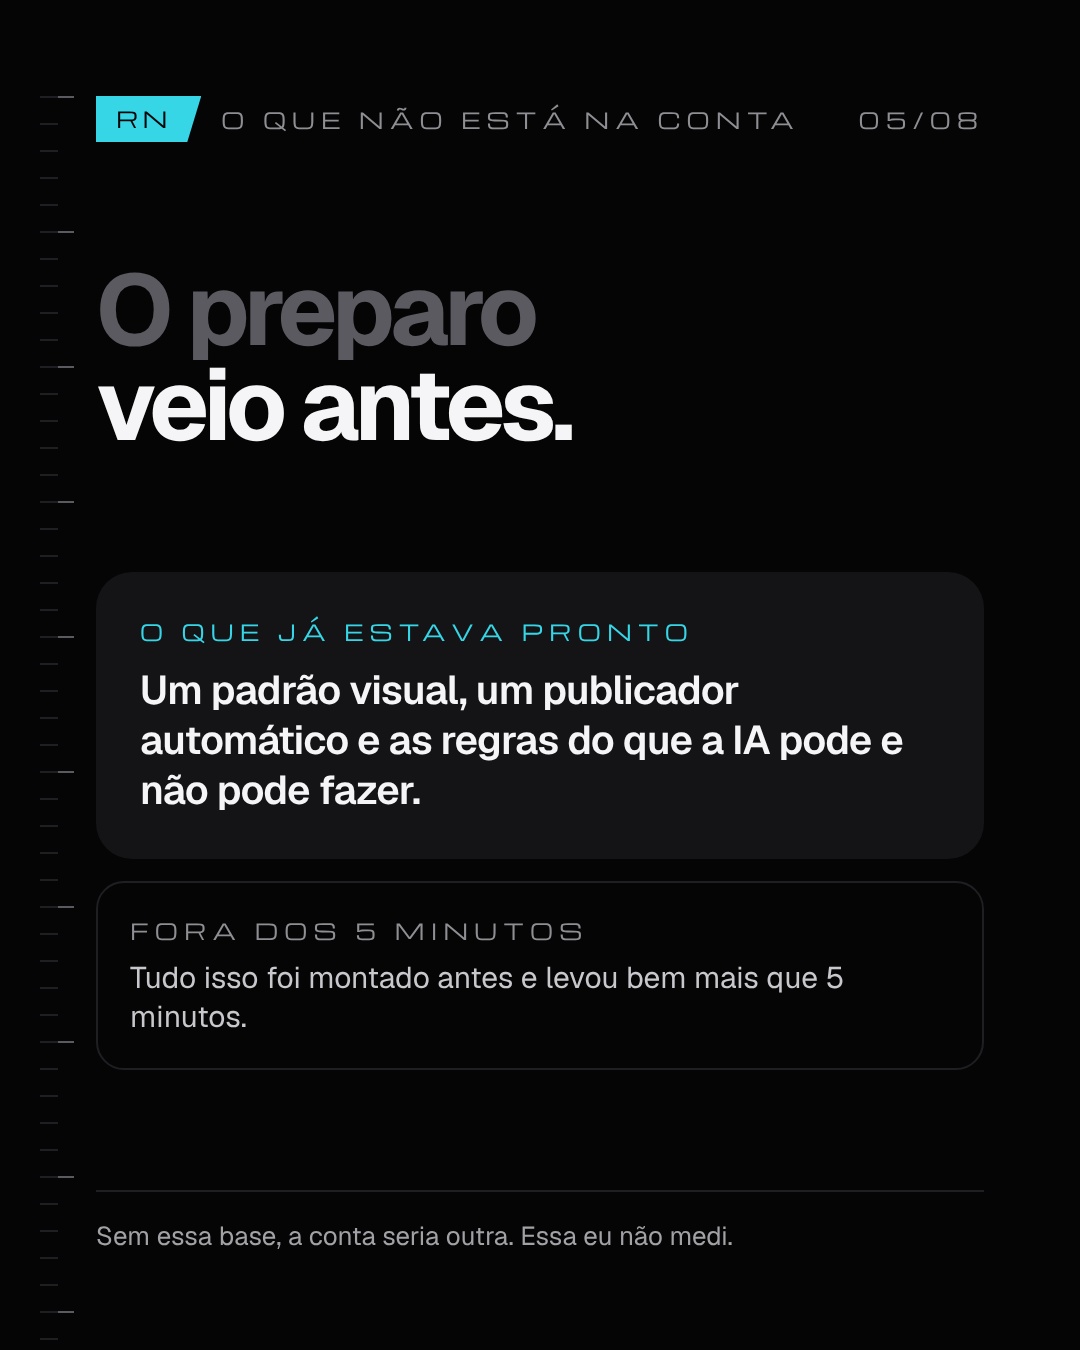 RN O QUE NÃO ESTÁ NA CONTA 05/08
O preparo
veio antes.
O QUE JÁ ESTAVA PRONTO
Um padrão visual, um publicador
automático e as regras do que a IA pode e
não pode fazer.
FORA DOS 5 MINUTOS
Tudo isso foi montado antes e levou bem mais que 5
minutos.
Sem essa base, a conta seria outra. Essa eu não medi.